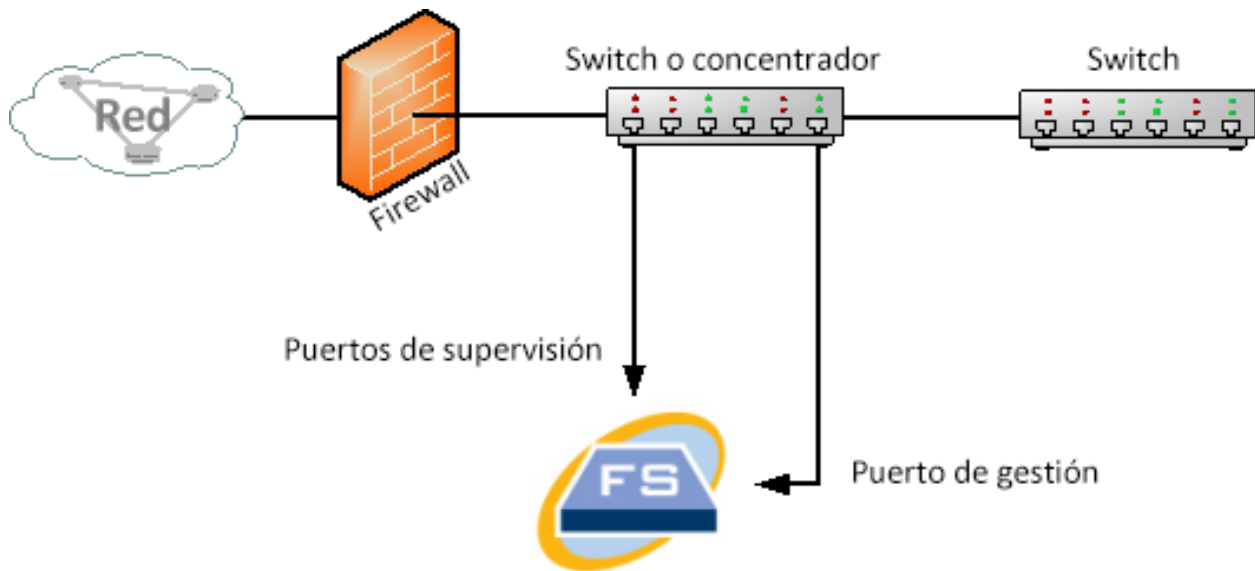 Switch o concentrador
Switch
Red
Firewall
Puertos de supervisión
FS
Puerto de gestión